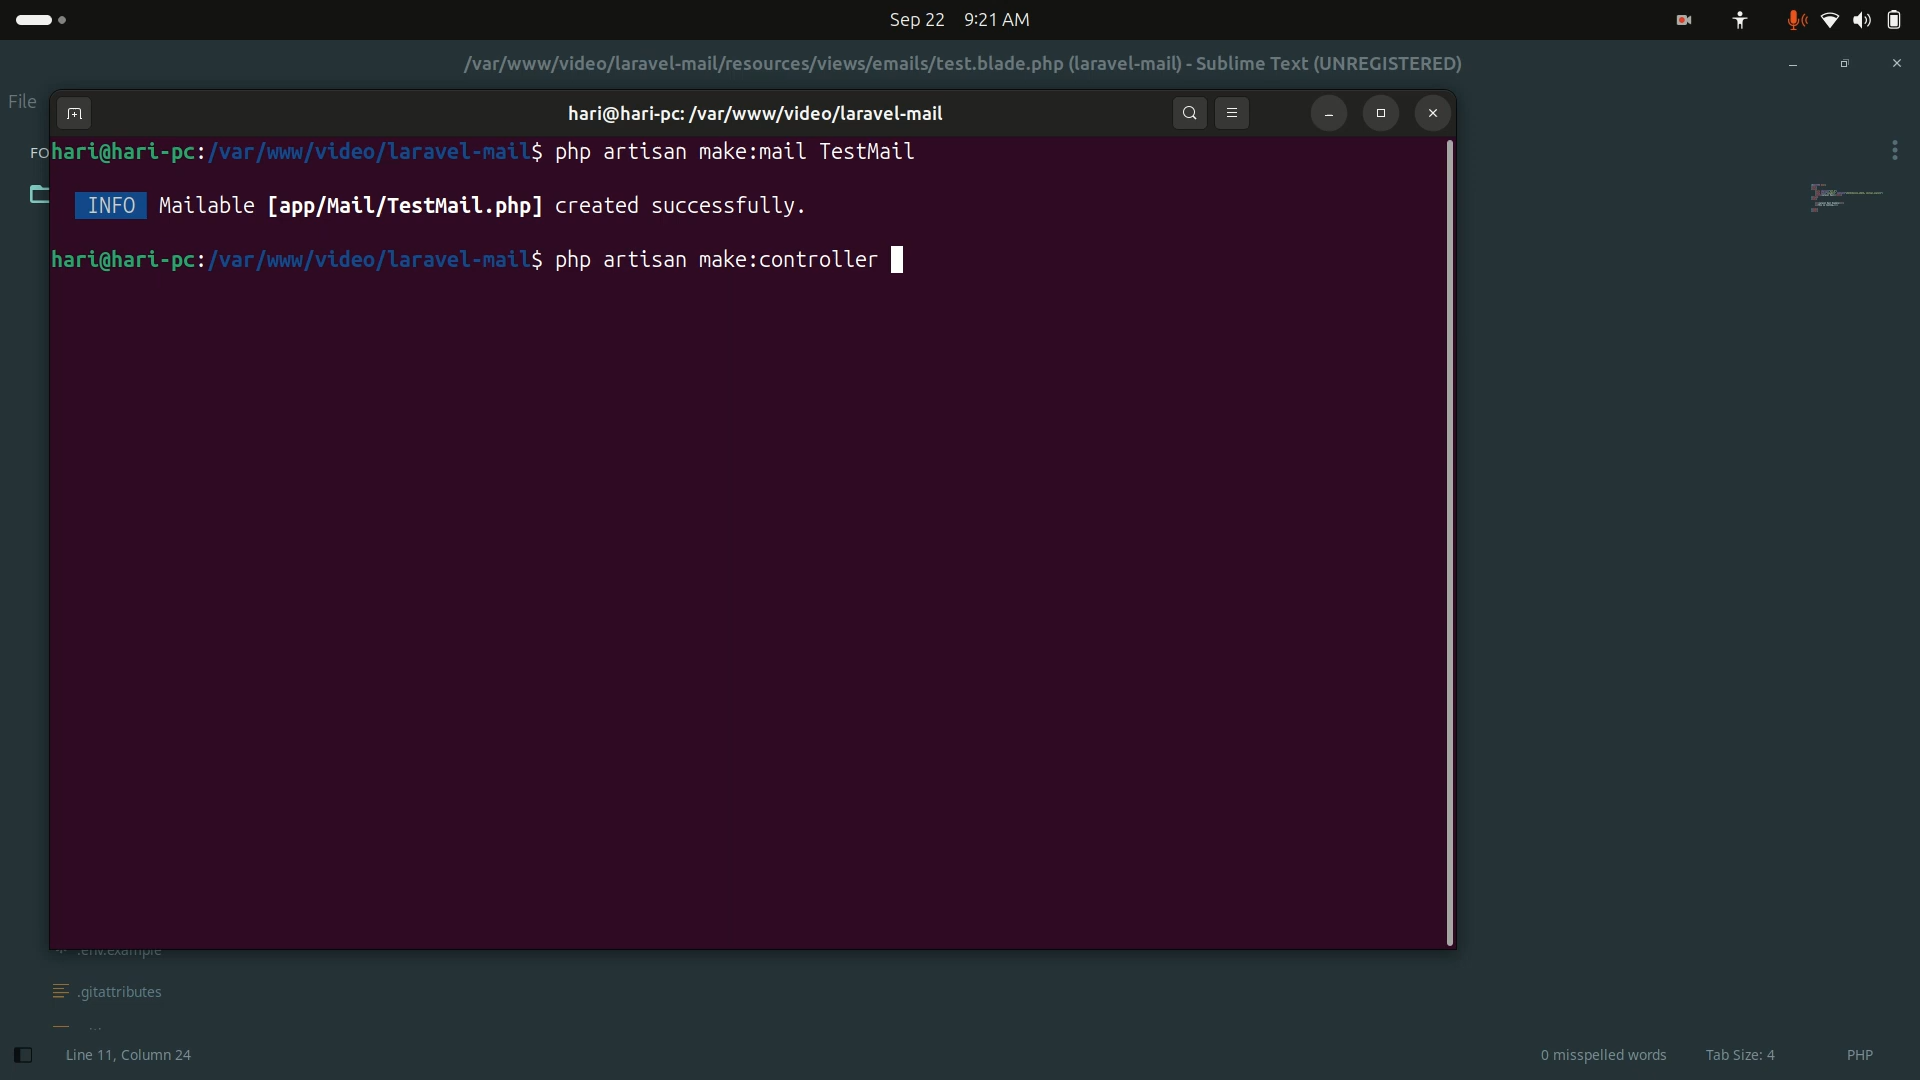 Sep 22 9:21 AM
/var/www/video/laravel-mail/resources/views/emails/test.blade.php (laravel-mail) - Sublime Text (UNREGISTERED)
File
hari@hari-pc: /var/www/video/laravel-mail
FO
hari@hari-pc:/var/www/video/laravel-mail$ php artisan make:mail TestMail
INFO Mailable [app/Mail/TestMail.php] created successfully.
hari@hari-pc:/var/www/video/laravel-mail$ php artisan make:controller
.env.example
.gitattributes
Line 11, Column 24
0 misspelled words
Tab Size: 4
PHP